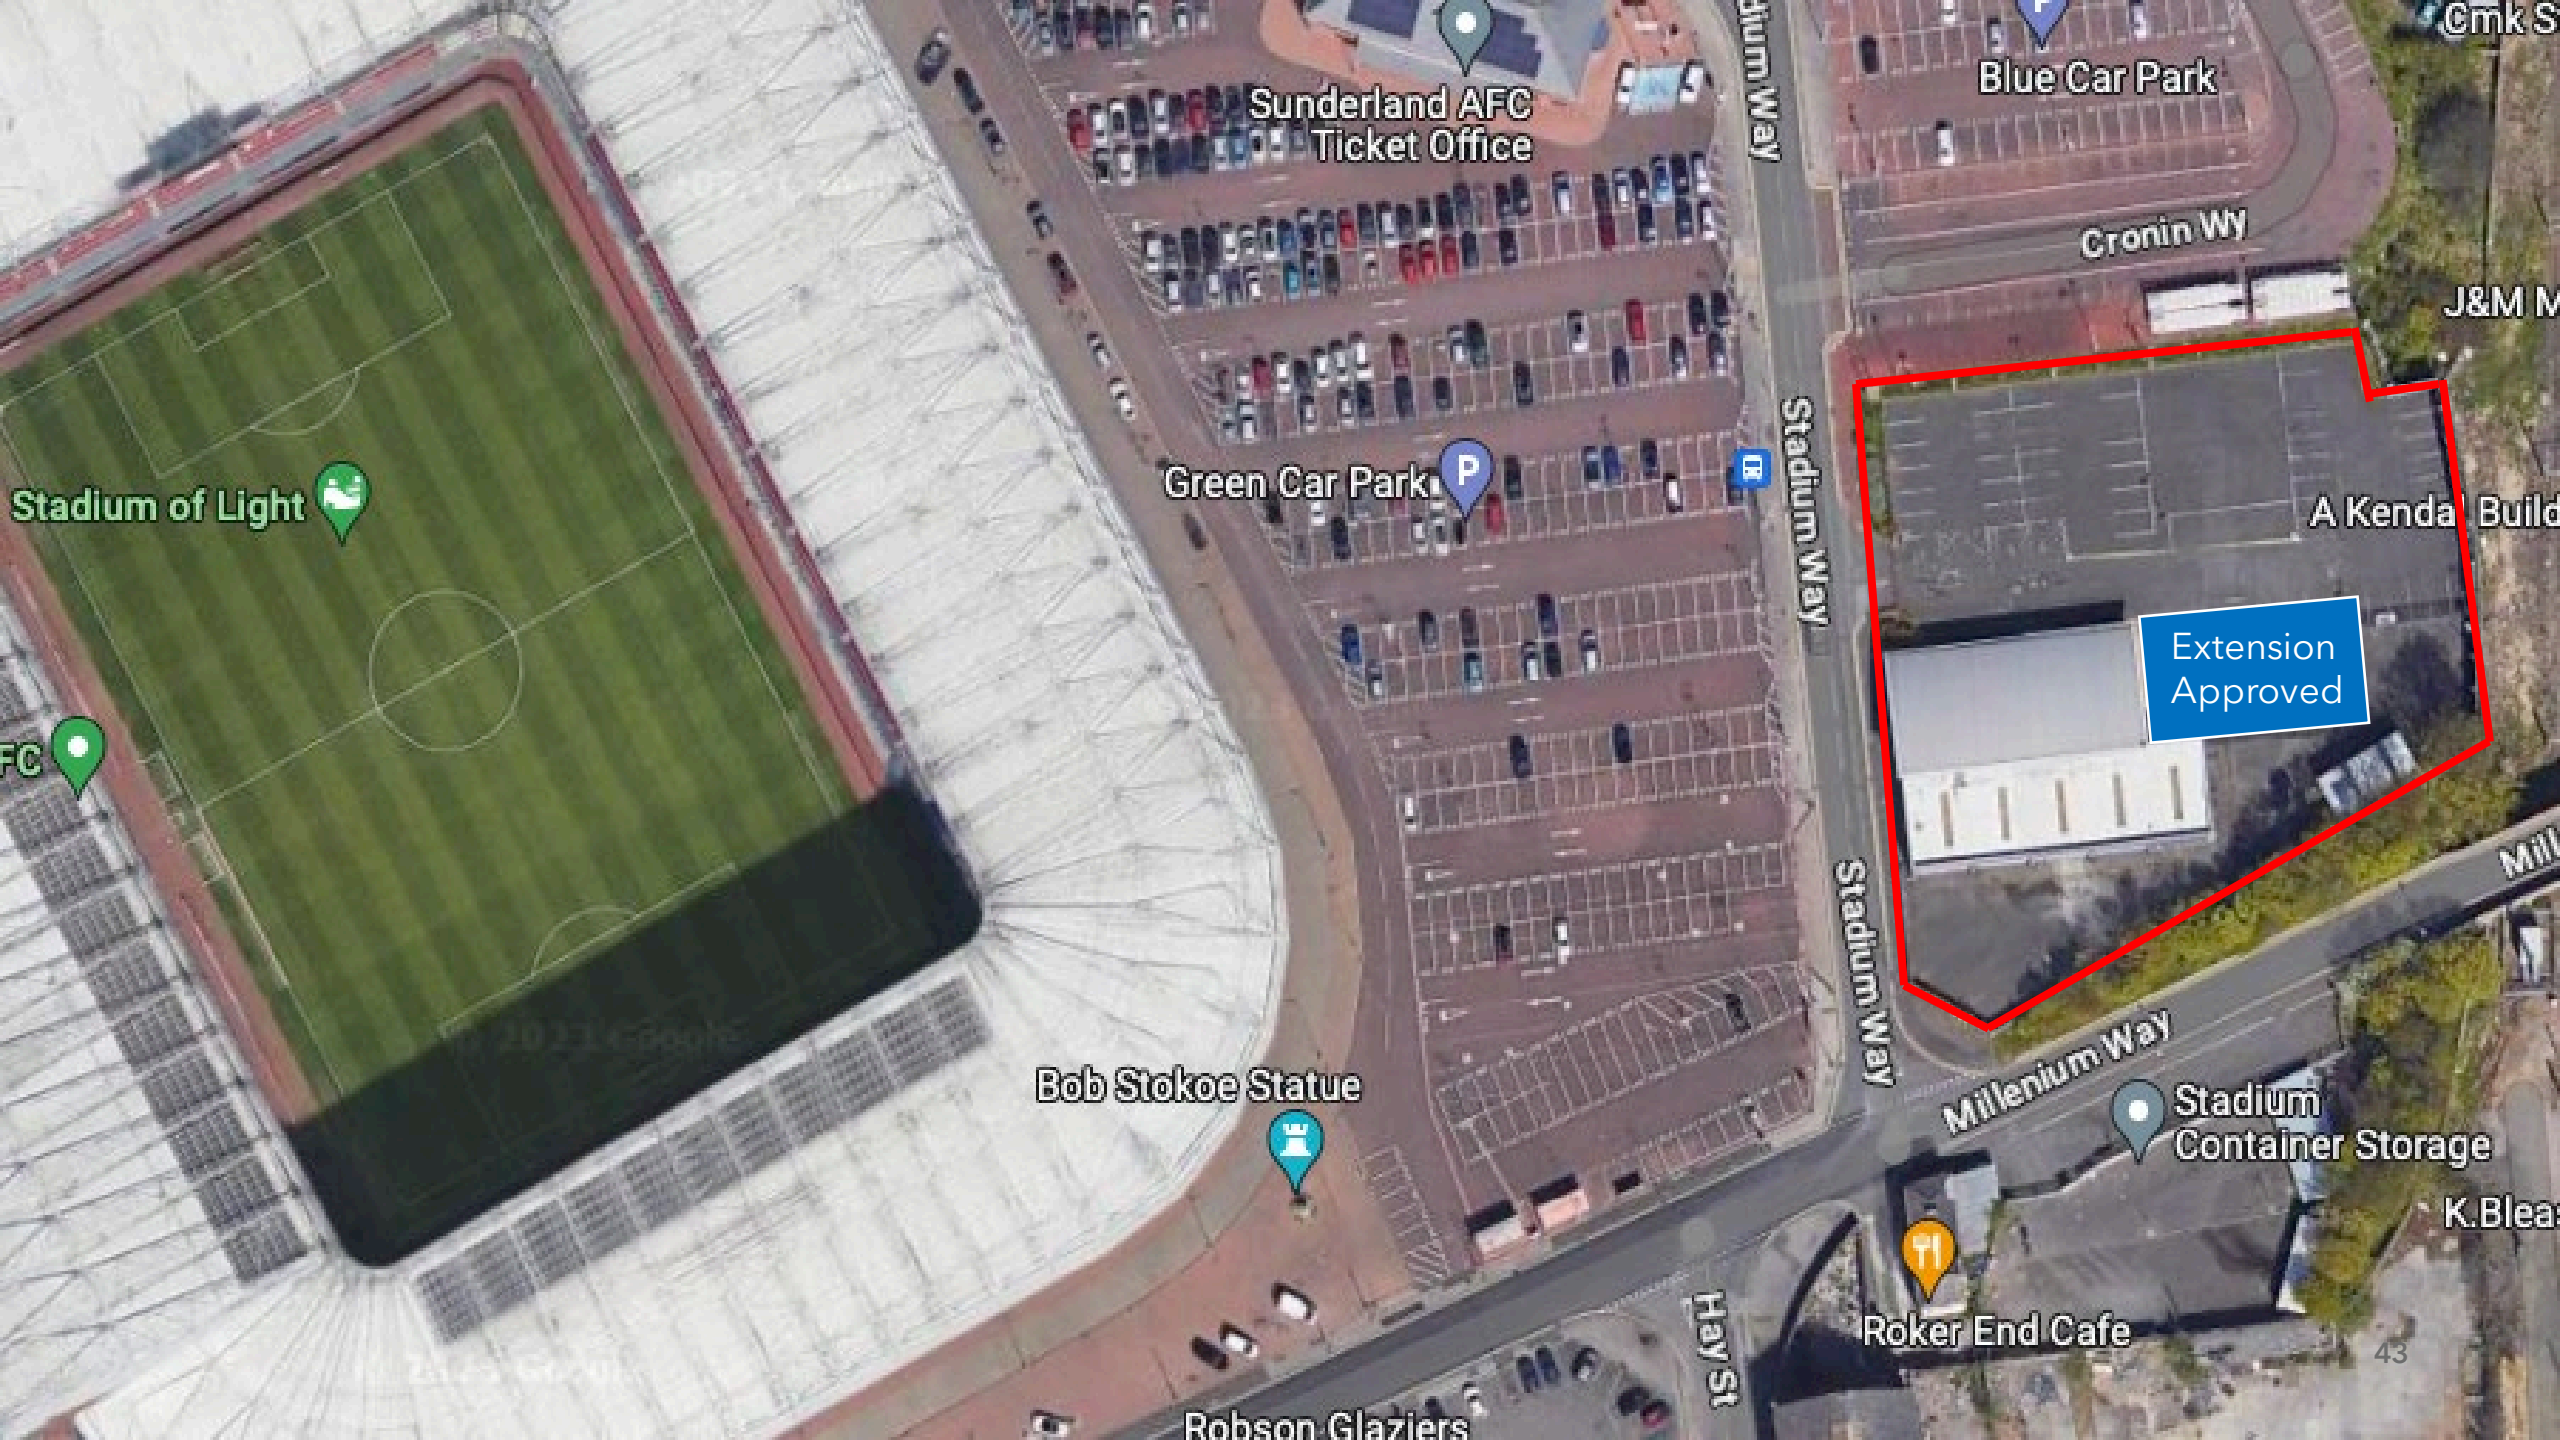 Cmk S
dium Way
P
Blue Car Park
Sunderland AFC
Ticket Office
Cronin Wy
J&M M
Stadium of Light
Green Car Park
P
Stadium Way
A Kendal Build
Extension
Approved
FC
Stadium Way
Mill
Millenium Way
Bob Stokoe Statue
Stadium
Container Storage
K.Bleas
Roker End Cafe
43
Hay St
Robson Glaziers